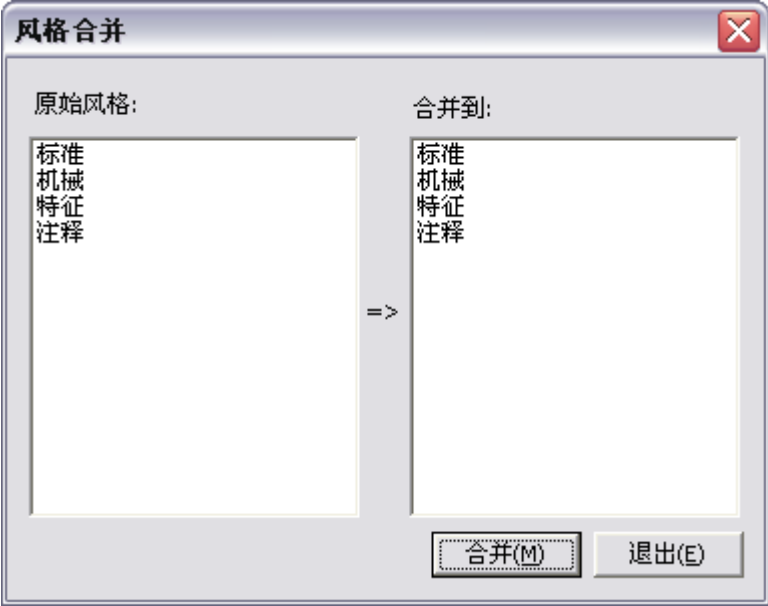 风格合并
原始风格:
合并到:
标准
机械
特征
注释
=>
标准
机械
特征
注释
合并(M)
退出(E)